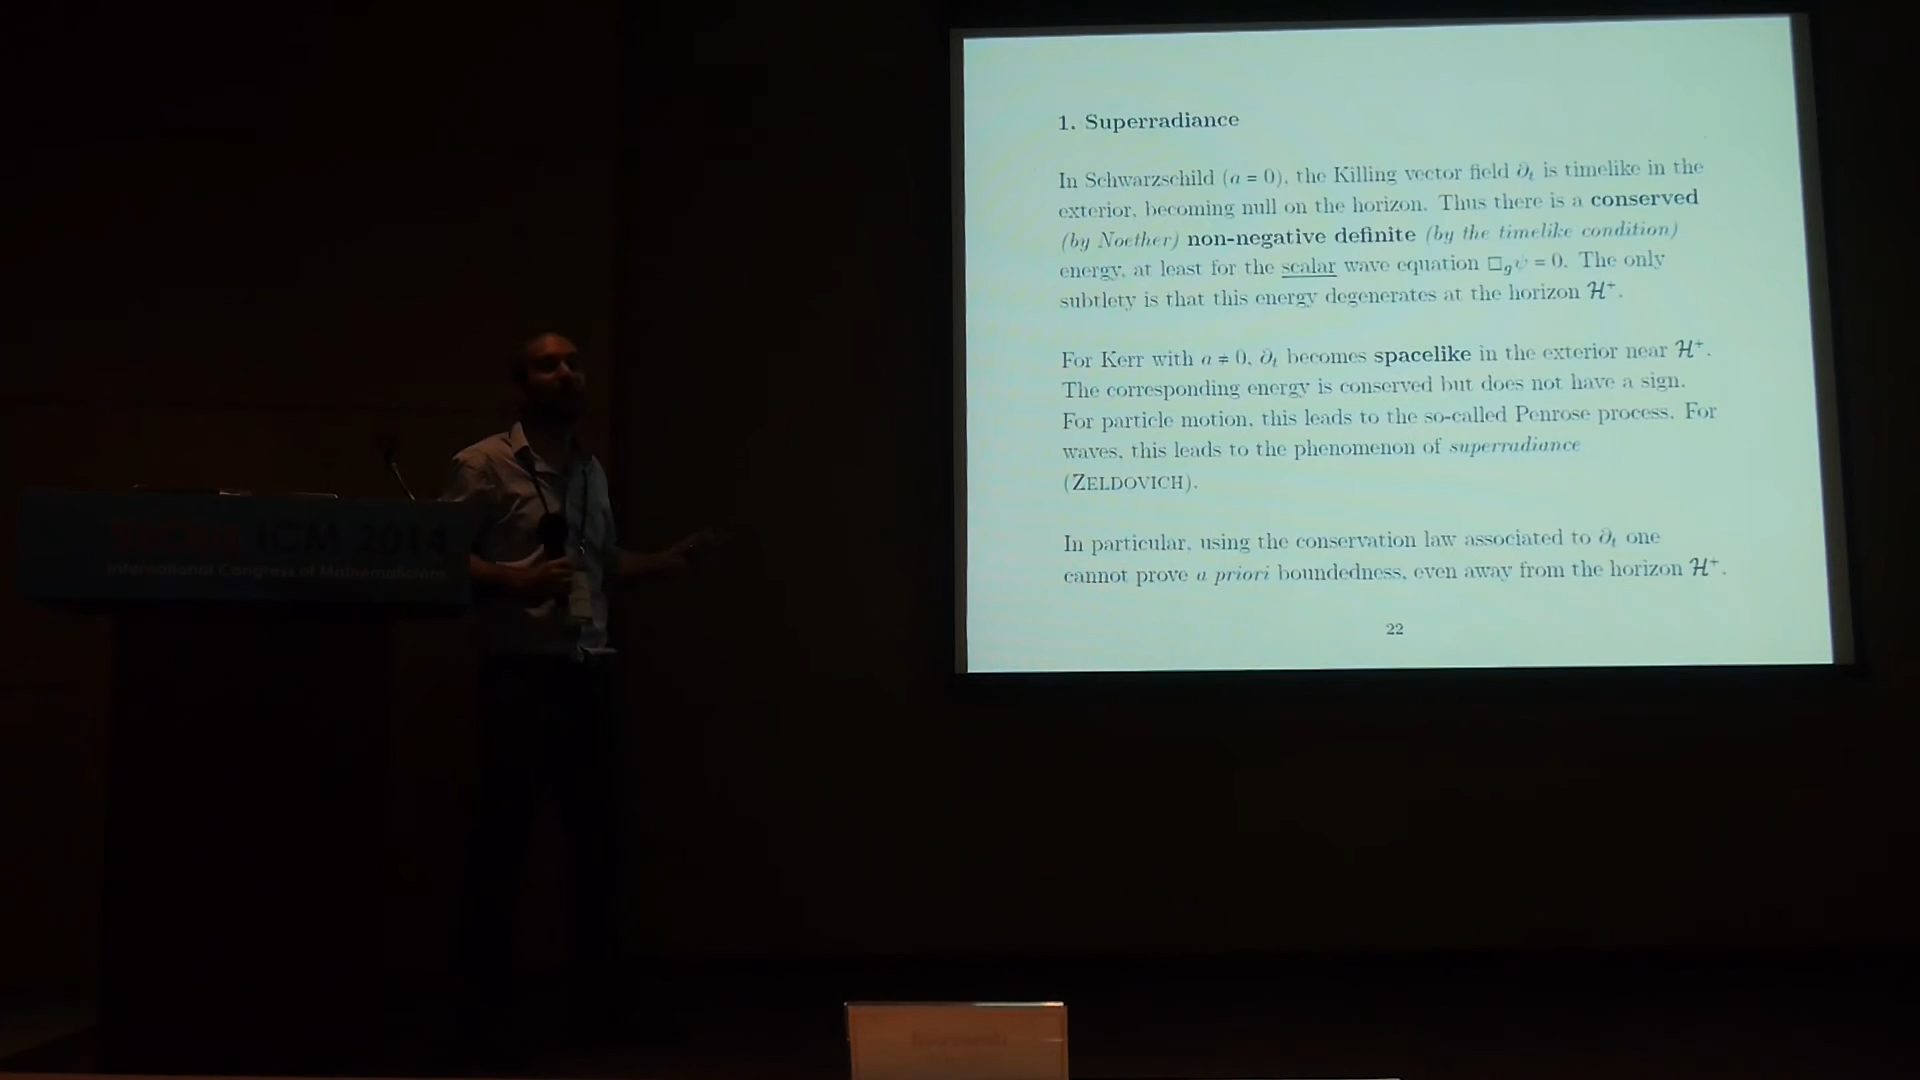 1. Superradiance
In Schwarzschild (a = 0), the Killing vector field ∂ₜ is timelike in the
exterior, becoming null on the horizon. Thus there is a conserved
(by Noether) non-negative definite (by the timelike condition)
energy, at least for the scalar wave equation □_gψ = 0. The only
subtlety is that this energy degenerates at the horizon ℋ⁺.
For Kerr with a ≠ 0, ∂ₜ becomes spacelike in the exterior near ℋ⁺.
The corresponding energy is conserved but does not have a sign.
For particle motion, this leads to the so-called Penrose process. For
waves, this leads to the phenomenon of superradiance
(ZELDOVICH).
In particular, using the conservation law associated to ∂ₜ one
cannot prove a priori boundedness, even away from the horizon ℋ⁺.
22
ICM 2014
International Congress of Mathematicians